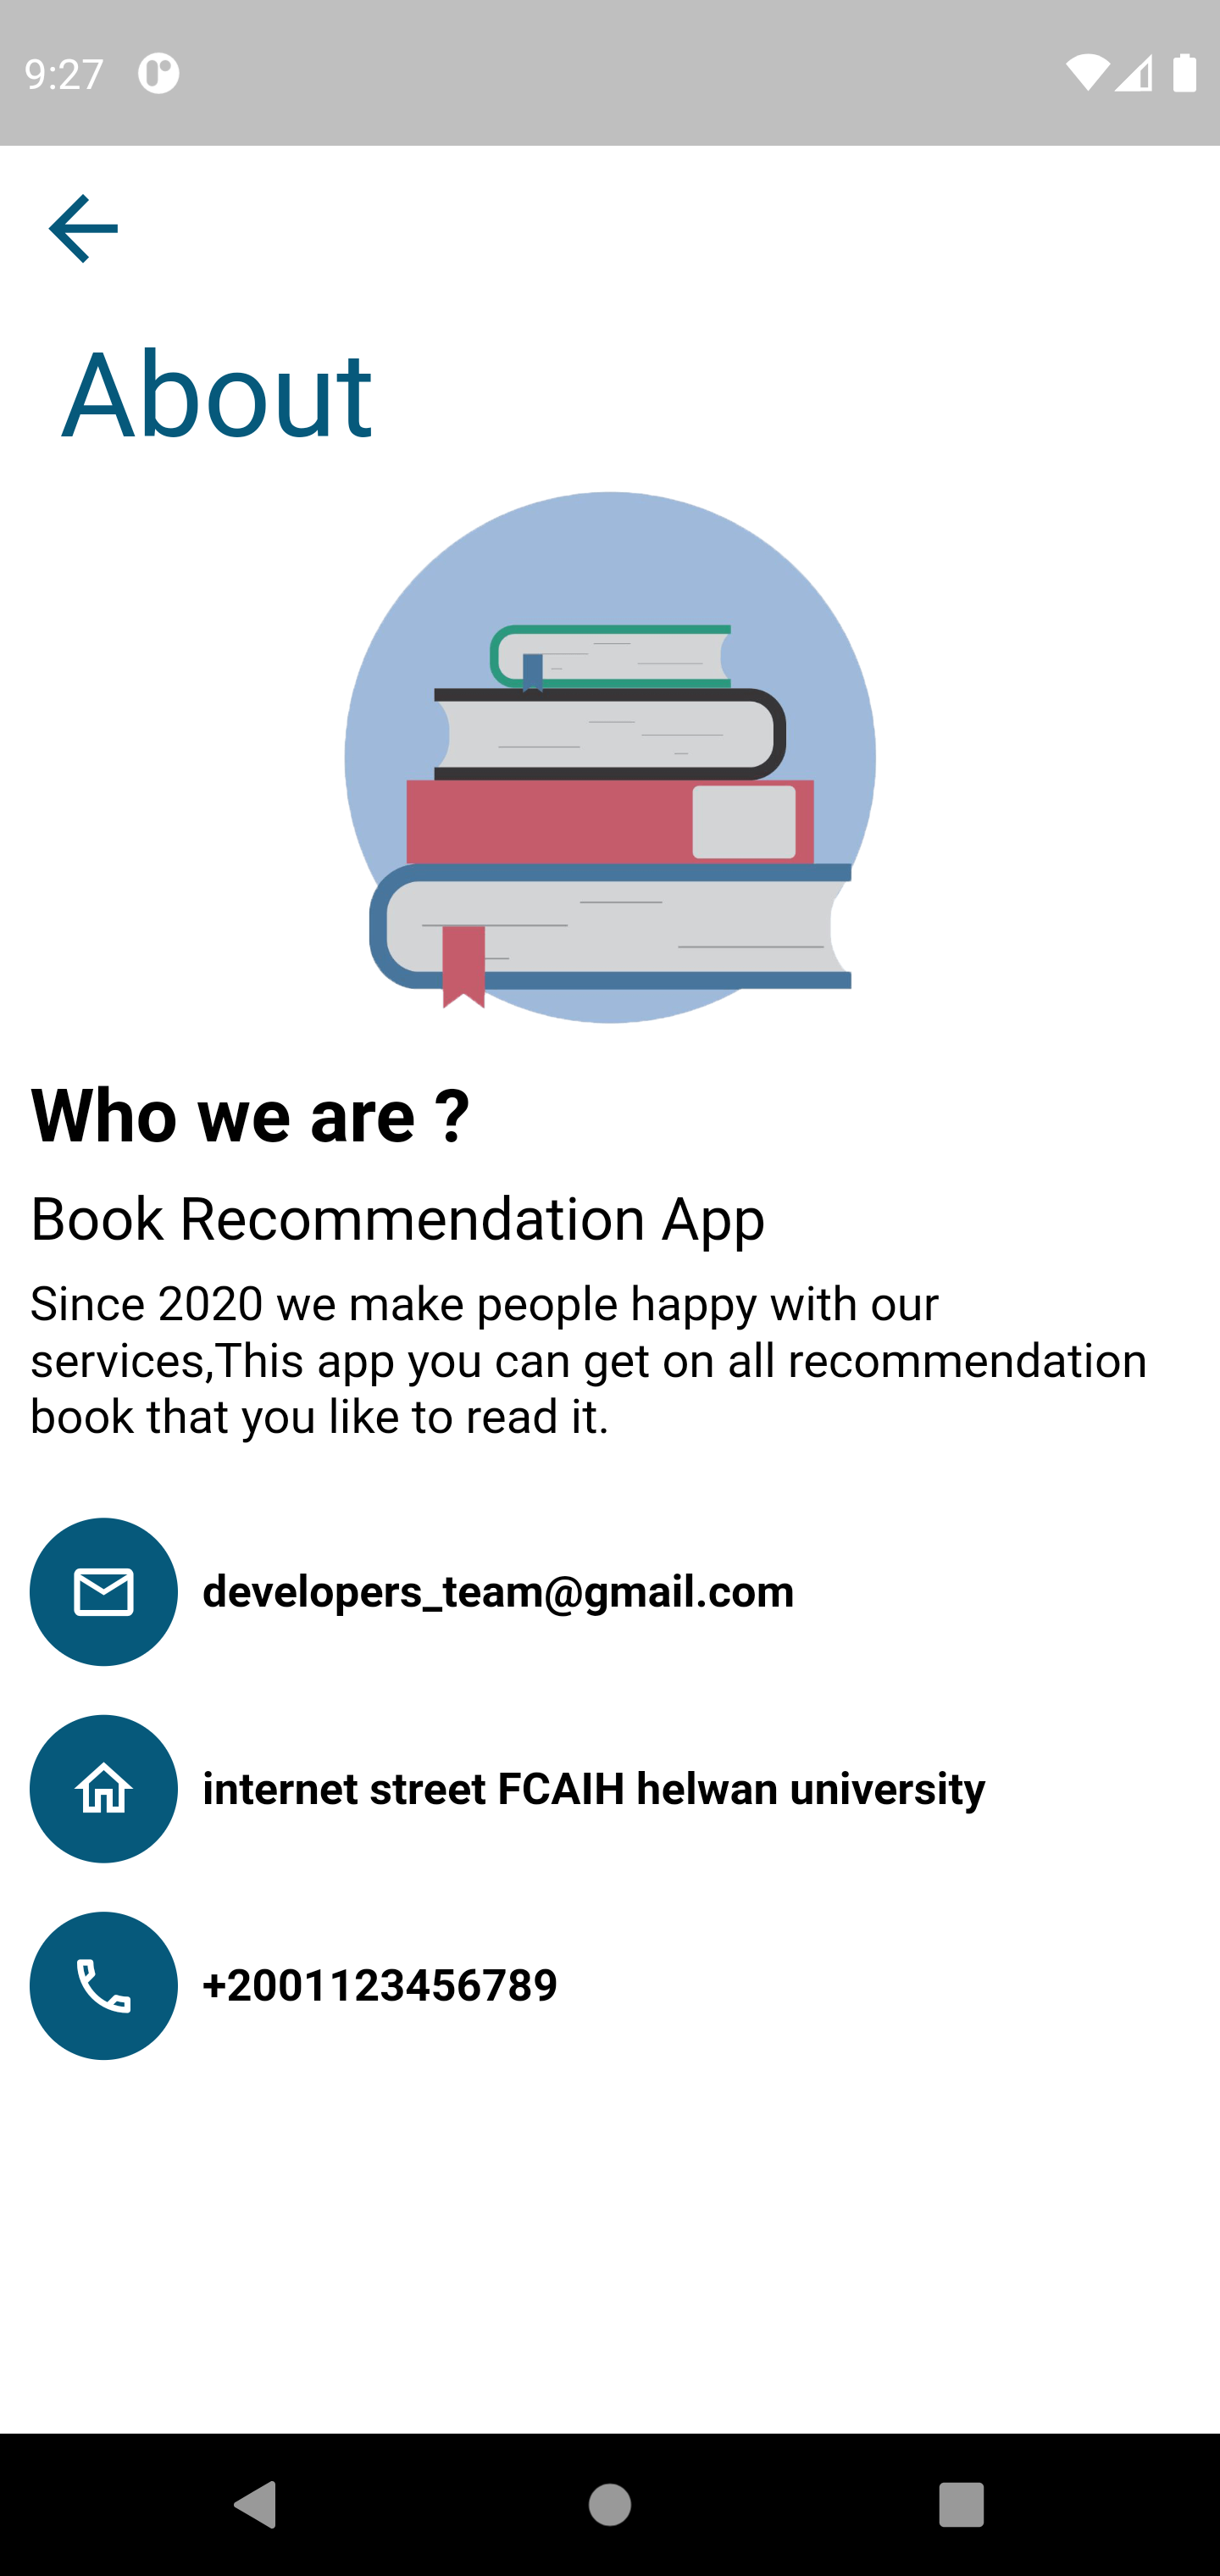 9:27
About
Who we are ?
Book Recommendation App
Since 2020 we make people happy with our
services,This app you can get on all recommendation
book that you like to read it.
developers_team@gmail.com
internet street FCAIH helwan university
+2001123456789